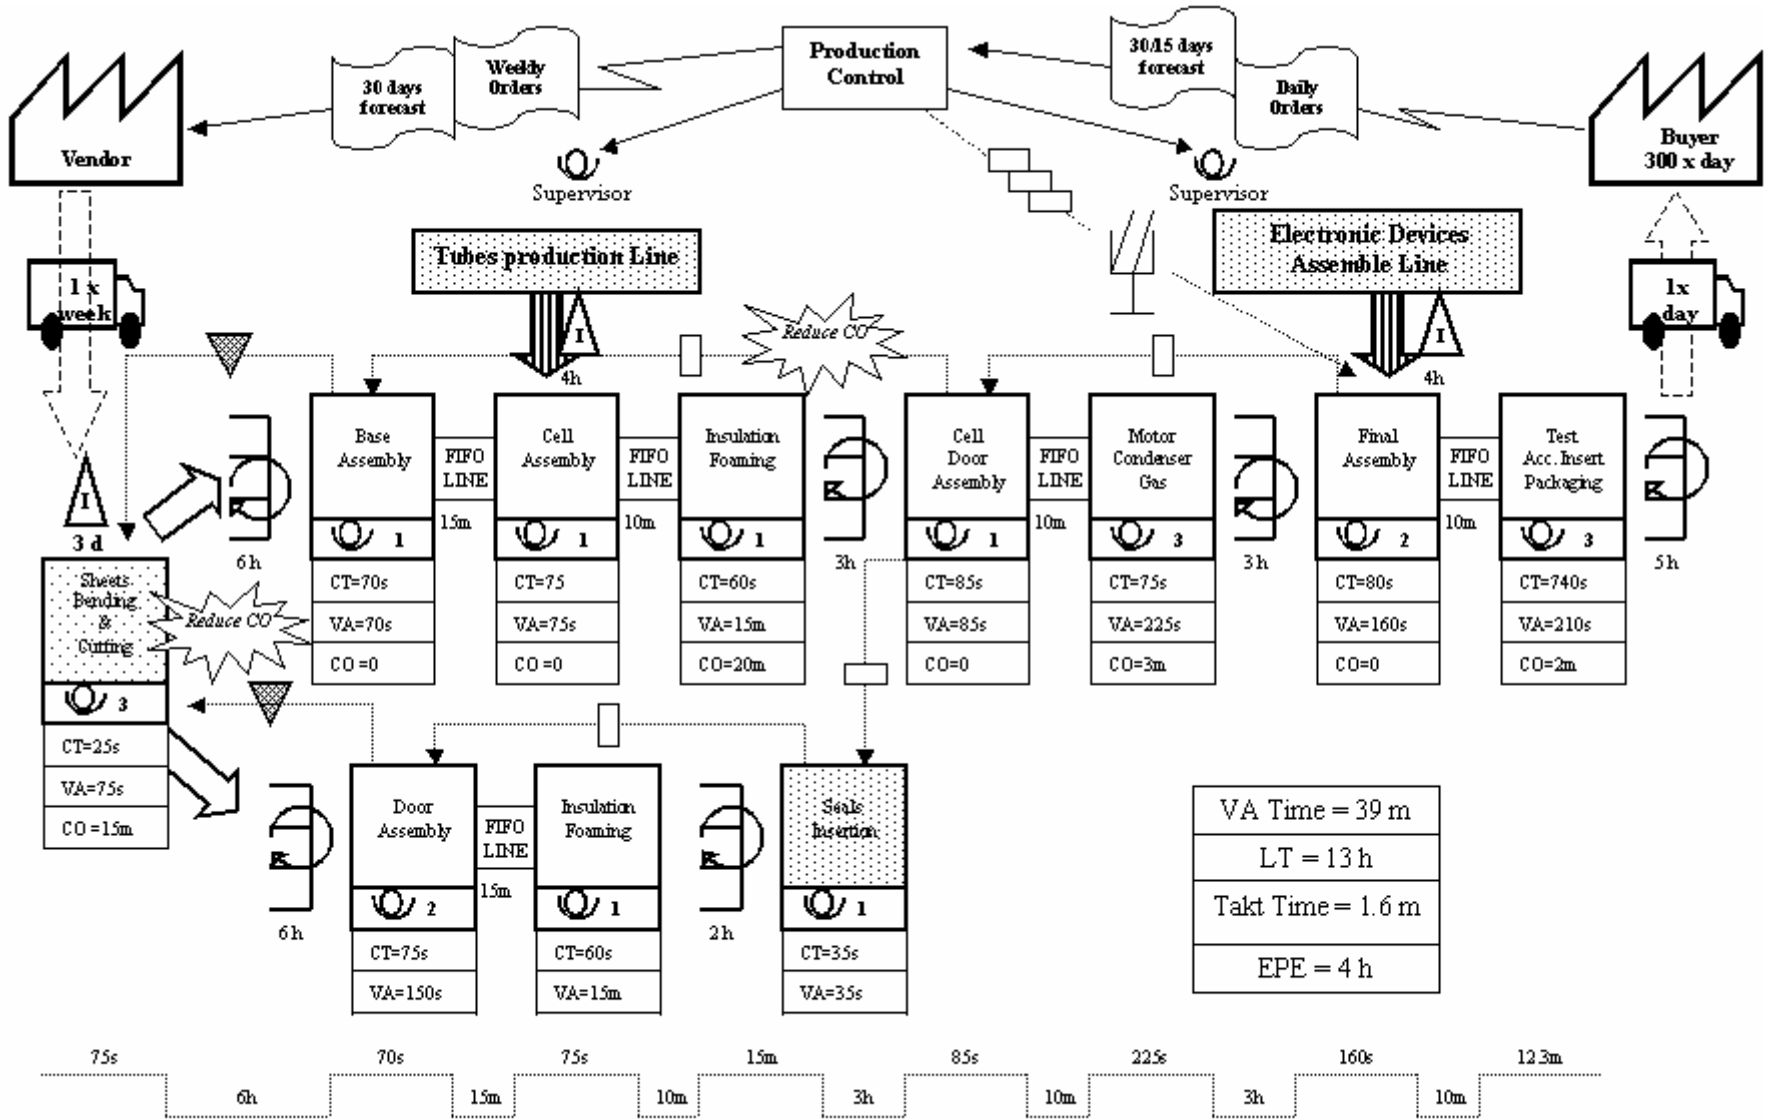 Production
Control
30/15 days
forecast
Daily
Orders
Weekly
Orders
30 days
forecast
Vendor
Buyer
300 x day
Supervisor
Supervisor
Tubes production Line
Electronic Devices
Assemble Line
1 x
week
1x
day
I
I
Reduce CO
4h
4h
I
3 d
Base
Assembly
FIFO
LINE
Cell
Assembly
FIFO
LINE
Insulation
Foaming
Cell
Door
Assembly
FIFO
LINE
Motor
Condenser
Gas
Final
Assembly
FIFO
LINE
Test
Acc. Insert.
Packaging
15m
10m
10m
10m
1
1
1
1
3
2
3
6h
3h
3h
5h
Sheets
Bending
&
Cutting
Reduce CO
3
CT=70s
VA=70s
CO=0
CT=75
VA=75s
CO=0
CT=60s
VA=15m
CO=20m
CT=85s
VA=85s
CO=0
CT=75s
VA=225s
CO=3m
CT=80s
VA=160s
CO=0
CT=740s
VA=210s
CO=2m
CT=25s
VA=75s
CO=15m
Door
Assembly
FIFO
LINE
Insulation
Foaming
Seals
Insertion
15m
2
1
1
6h
2h
CT=75s
VA=150s
CT=60s
VA=15m
CT=35s
VA=35s
VA Time = 39 m
LT = 13 h
Takt Time = 1.6 m
EPE = 4 h
75s 70s 75s 15m 85s 225s 160s 12.3m
6h 15m 10m 3h 10m 3h 10m